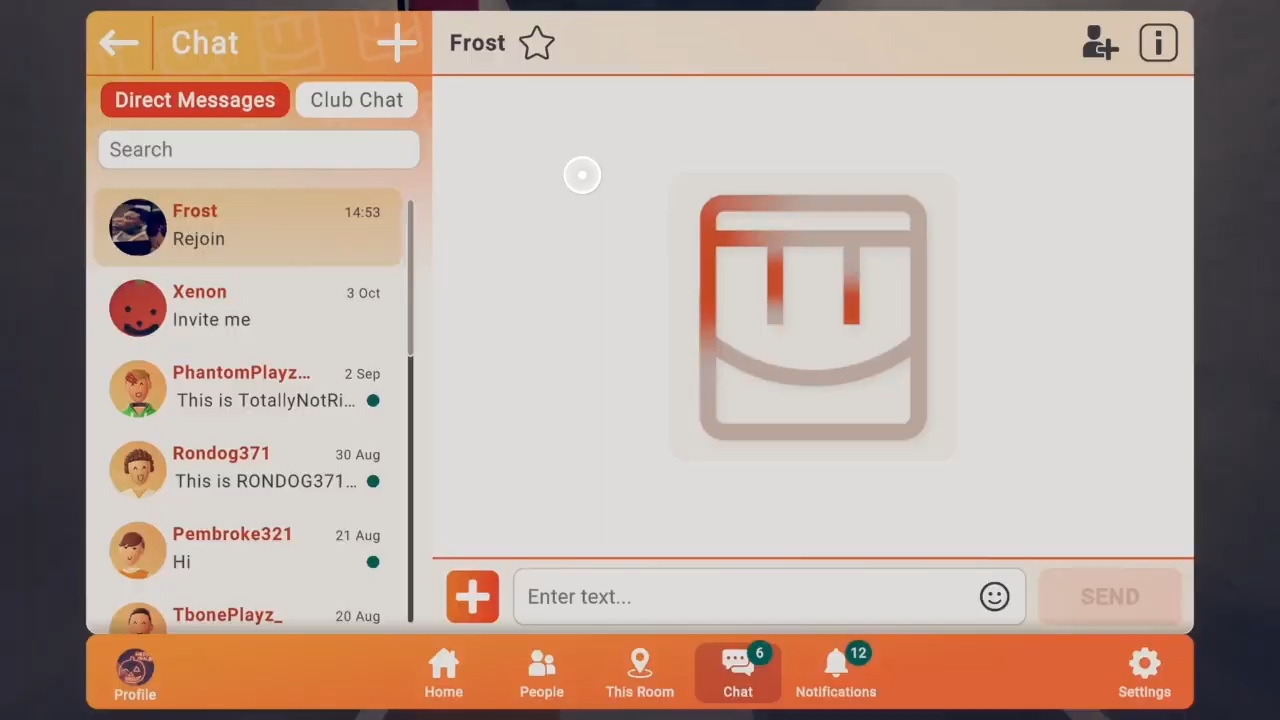 Chat
Frost
Direct Messages
Club Chat
Search
Frost 14:53
Rejoin
Xenon 3 Oct
Invite me
PhantomPlayz... 2 Sep
This is TotallyNotRi...
Rondog371 30 Aug
This is RONDOG371...
Pembroke321 21 Aug
Hi
TbonePlayz_ 20 Aug
Enter text...
SEND
Profile
Home
People
This Room
Chat 6
Notifications 12
Settings